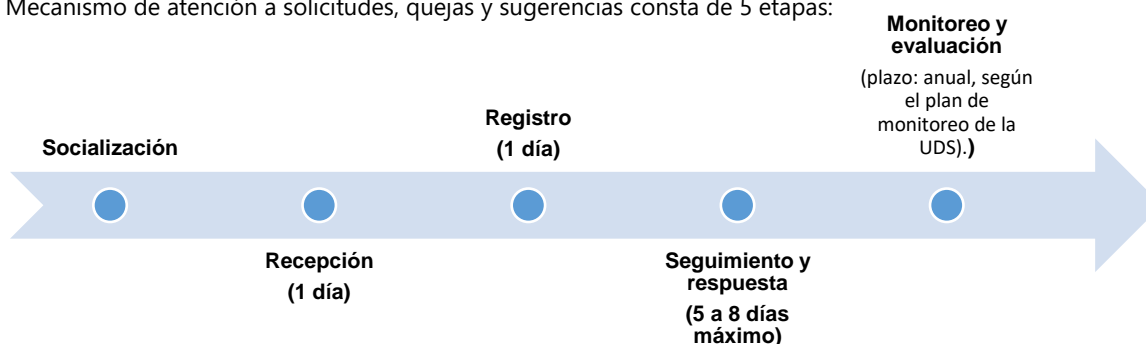 Mecanismo de atención a solicitudes, quejas y sugerencias consta de 5 etapas:
Socialización
Recepción
(1 día)
Registro
(1 día)
Seguimiento y
respuesta
(5 a 8 días
máximo)
Monitoreo y
evaluación
(plazo: anual, según
el plan de
monitoreo de la
UDS).)